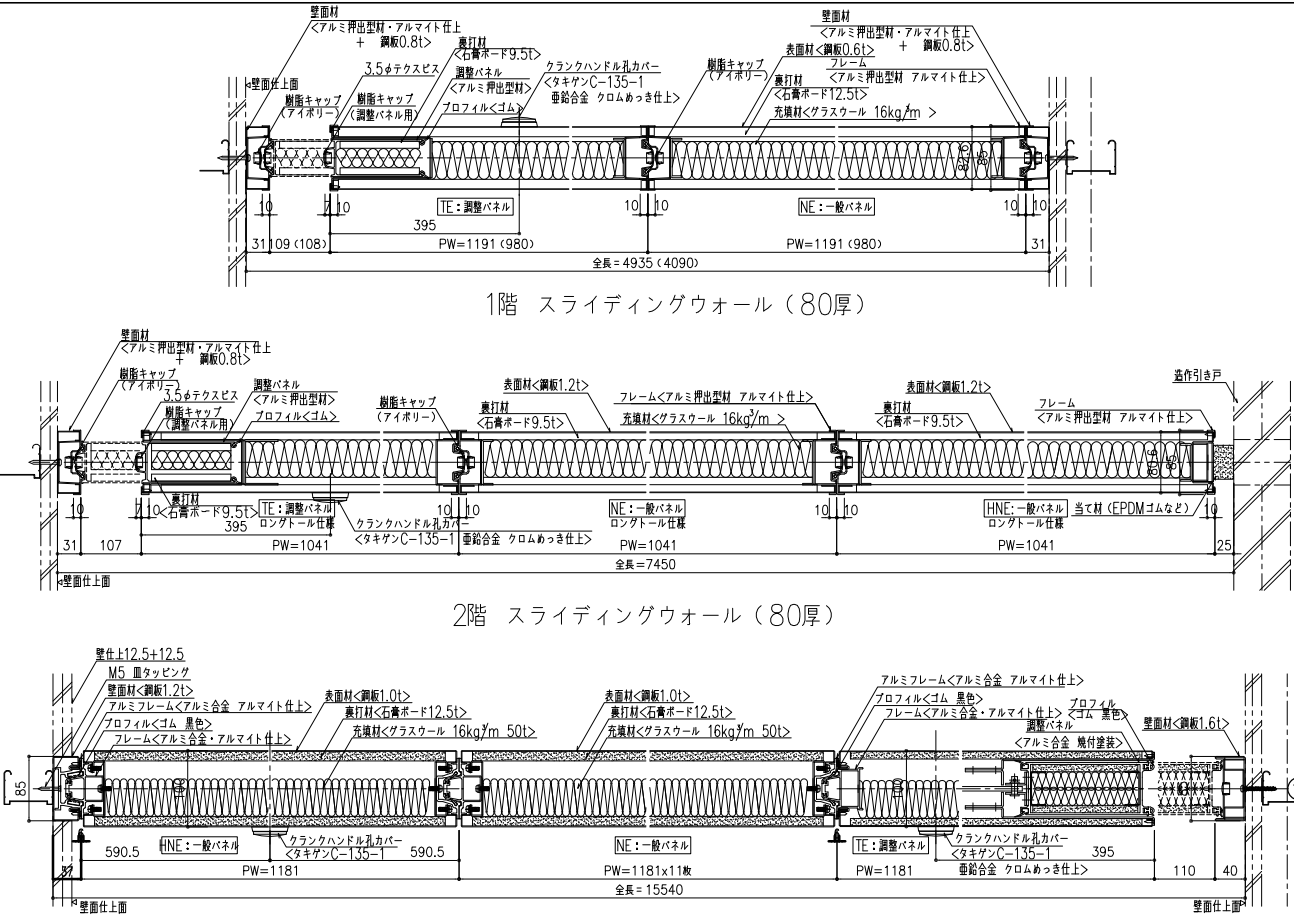 壁面材
<アルミ押出型材・アルマイト仕上
+ 鋼板0.8t>
裏打材
<石膏ボード9.5t>
3.5φテクスビス
調整パネル
<アルミ押出型材>
クランクハンドル孔カバー
<タキゲンC-135-1
亜鉛合金 クロムめっき仕上>
壁面仕上面
樹脂キャップ
(アイボリー)
樹脂キャップ
(調整パネル用)
プロフィル<ゴム>
壁面材
<アルミ押出型材・アルマイト仕上
+ 鋼板0.8t>
表面材<鋼板0.6t>
樹脂キャップ
(アイボリー)
フレーム
<アルミ押出型材 アルマイト仕上>
裏打材
<石膏ボード12.5t>
充填材<グラスウール 16kg/m³>
82.6
85
10
7
10
TE:調整パネル
10
10
NE:一般パネル
10
10
395
31
109 (108)
PW=1191 (980)
PW=1191 (980)
31
全長=4935 (4090)
1階 スライディングウォール (80厚)
壁面材
<アルミ押出型材・アルマイト仕上
+ 鋼板0.8t>
樹脂キャップ
(アイボリー)
3.5φテクスビス
樹脂キャップ
(調整パネル用)
調整パネル
<アルミ押出型材>
プロフィル<ゴム>
樹脂キャップ
(アイボリー)
表面材<鋼板1.2t>
裏打材
<石膏ボード9.5t>
フレーム<アルミ押出型材 アルマイト仕上>
充填材<グラスウール 16kg/m³>
表面材<鋼板1.2t>
裏打材
<石膏ボード9.5t>
フレーム
<アルミ押出型材 アルマイト仕上>
造作引き戸
80.6
85
裏打材
<石膏ボード9.5t>
10
7
10
395
TE:調整パネル
ロングトール仕様
クランクハンドル孔カバー
<タキゲンC-135-1 亜鉛合金 クロムめっき仕上>
10
10
NE:一般パネル
ロングトール仕様
10
10
HNE:一般パネル
ロングトール仕様
当て材 (EPDMゴムなど)
10
31
107
PW=1041
PW=1041
PW=1041
25
全長=7450
壁面仕上面
2階 スライディングウォール (80厚)
壁仕上12.5+12.5
M5 皿タッピング
壁面材<鋼板1.2t>
アルミフレーム<アルミ合金 アルマイト仕上>
プロフィル<ゴム 黒色>
フレーム<アルミ合金・アルマイト仕上>
表面材<鋼板1.0t>
裏打材<石膏ボード12.5t>
充填材<グラスウール 16kg/m³ 50t>
表面材<鋼板1.0t>
裏打材<石膏ボード12.5t>
充填材<グラスウール 16kg/m³ 50t>
アルミフレーム<アルミ合金 アルマイト仕上>
プロフィル<ゴム 黒色>
フレーム<アルミ合金・アルマイト仕上>
プロフィル
<ゴム 黒色>
調整パネル
<アルミ合金 焼付塗装>
壁面材<鋼板1.6t>
85
100
100
HNE:一般パネル
クランクハンドル孔カバー
<タキゲンC-135-1
NE:一般パネル
TE:調整パネル
クランクハンドル孔カバー
<タキゲンC-135-1
亜鉛合金 クロムめっき仕上>
590.5
590.5
395
PW=1181
PW=1181x11枚
PW=1181
110
40
全長=15540
壁面仕上面
壁面仕上面